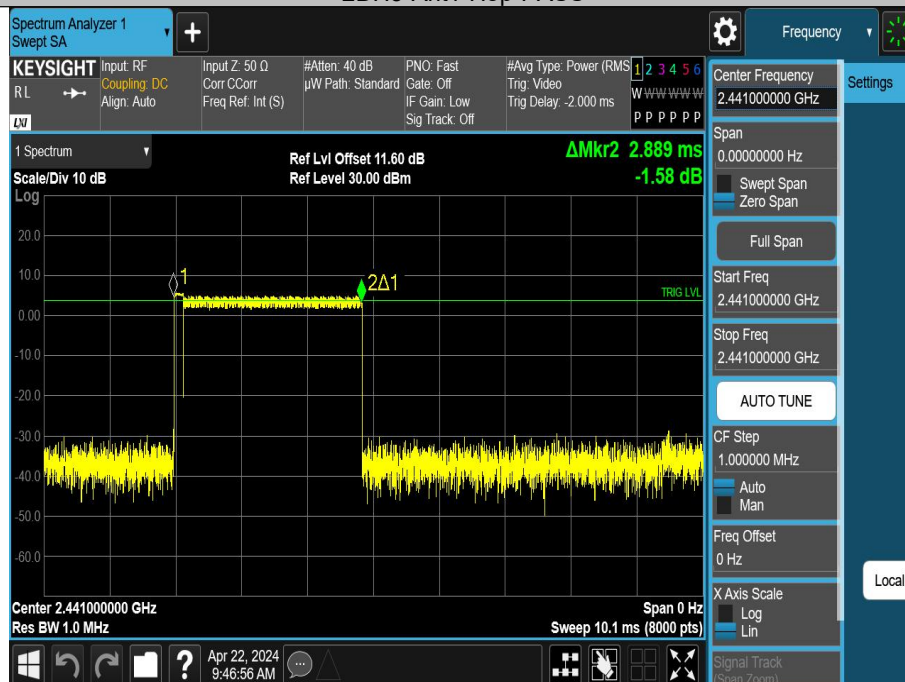 Spectrum Analyzer 1
Swept SA
Frequency
KEYSIGHT
RL
LXI
Input: RF
Coupling: DC
Align: Auto
Input Z: 50 Ω
Corr CCorr
Freq Ref: Int (S)
#Atten: 40 dB
µW Path: Standard
PNO: Fast
Gate: Off
IF Gain: Low
Sig Track: Off
#Avg Type: Power (RMS
Trig: Video
Trig Delay: -2.000 ms
1 2 3 4 5 6
W W W W W W
P P P P P P
1 Spectrum
Scale/Div 10 dB
Log
Ref Lvl Offset 11.60 dB
Ref Level 30.00 dBm
ΔMkr2 2.889 ms
-1.58 dB
20.0
10.0
0.00
-10.0
-20.0
-30.0
-40.0
-50.0
-60.0
1
2Δ1
TRIG LVL
Center 2.441000000 GHz
Res BW 1.0 MHz
Span 0 Hz
Sweep 10.1 ms (8000 pts)
Center Frequency
2.441000000 GHz
Settings
Span
0.00000000 Hz
Swept Span
Zero Span
Full Span
Start Freq
2.441000000 GHz
Stop Freq
2.441000000 GHz
AUTO TUNE
CF Step
1.000000 MHz
Auto
Man
Freq Offset
0 Hz
X Axis Scale
Log
Lin
Signal Track
(Span Zoom)
Local
?
Apr 22, 2024
9:46:56 AM